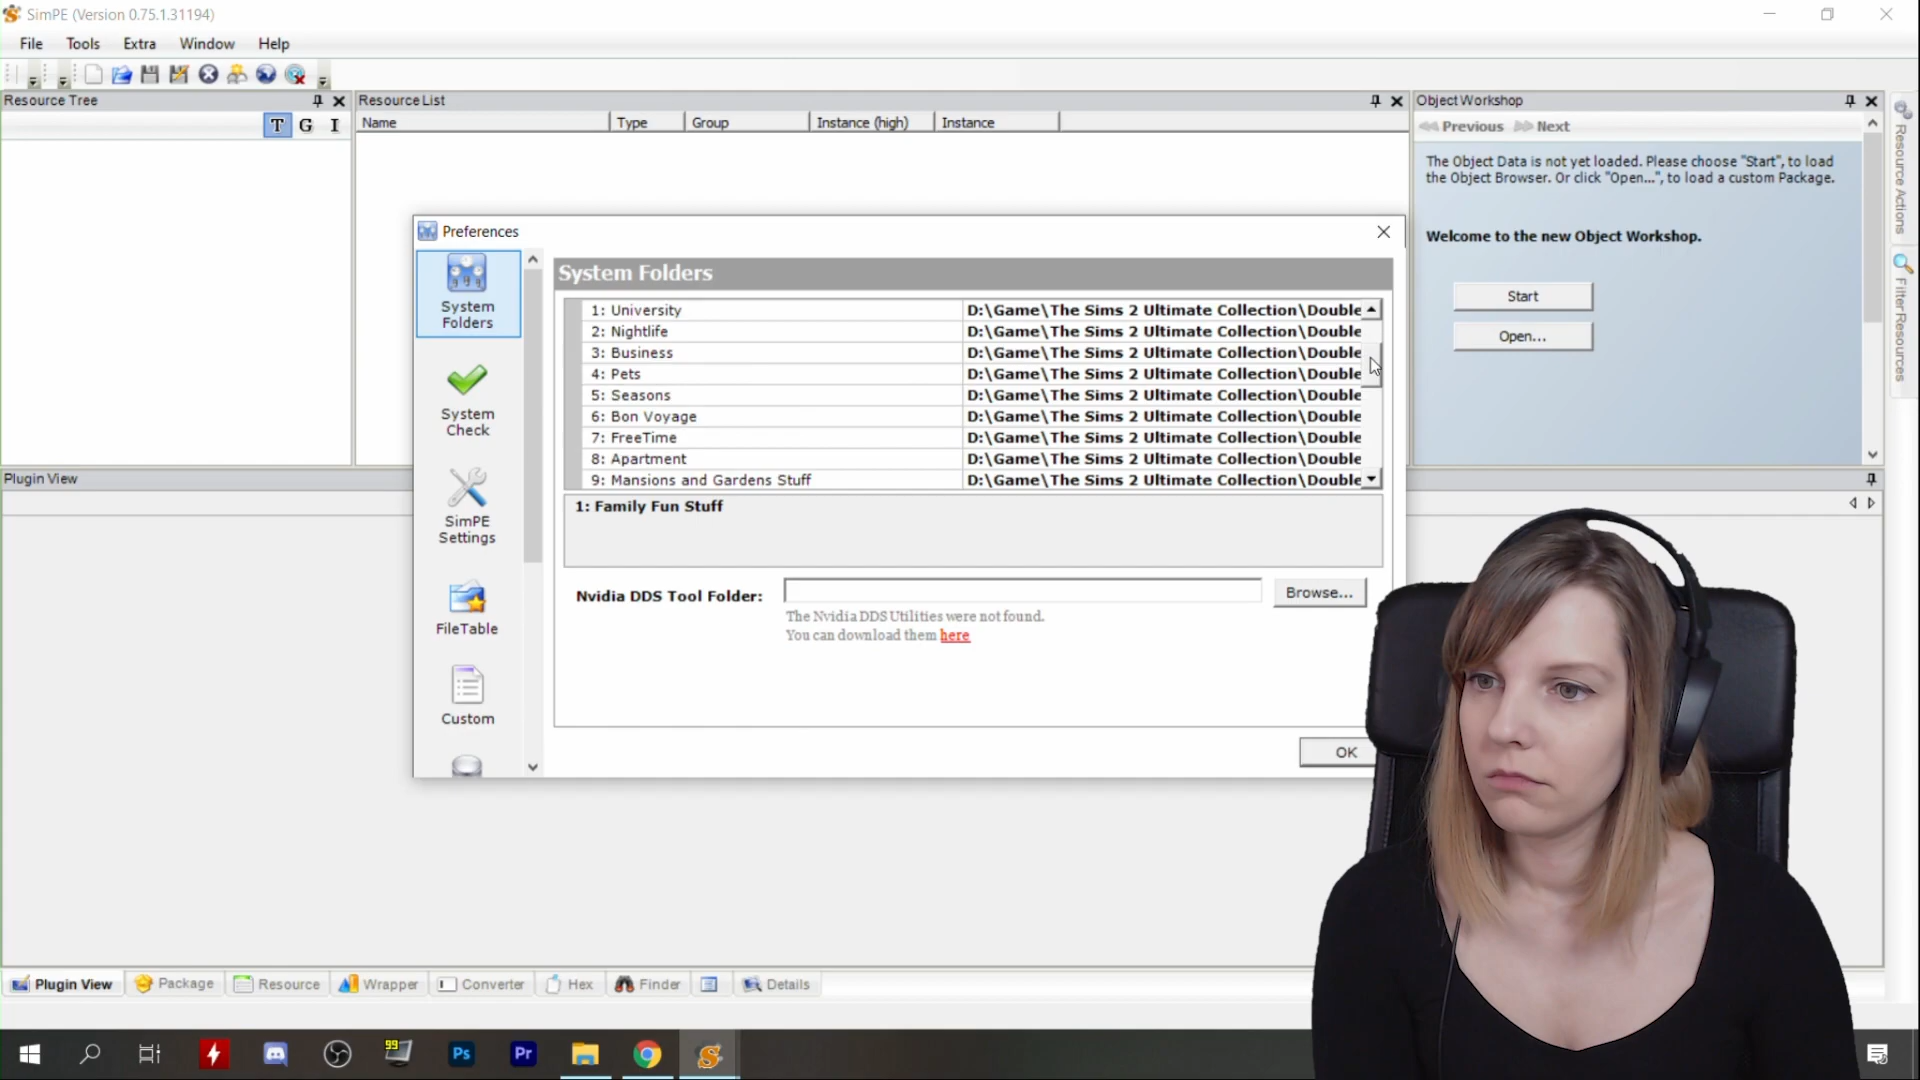 SimPE (Version 0.75.1.31194)
File Tools Extra Window Help
Resource Tree
T G I
Resource List
Name Type Group Instance (high) Instance
Object Workshop
Previous Next
The Object Data is not yet loaded. Please choose "Start", to load
the Object Browser. Or click "Open...", to load a custom Package.
Welcome to the new Object Workshop.
Start
Open...
Resource Actions
Filter Resources
Preferences
System
Folders
System
Check
SimPE
Settings
FileTable
Custom
System Folders
1: University D:\Game\The Sims 2 Ultimate Collection\Double
2: Nightlife D:\Game\The Sims 2 Ultimate Collection\Double
3: Business D:\Game\The Sims 2 Ultimate Collection\Double
4: Pets D:\Game\The Sims 2 Ultimate Collection\Double
5: Seasons D:\Game\The Sims 2 Ultimate Collection\Double
6: Bon Voyage D:\Game\The Sims 2 Ultimate Collection\Double
7: FreeTime D:\Game\The Sims 2 Ultimate Collection\Double
8: Apartment D:\Game\The Sims 2 Ultimate Collection\Double
9: Mansions and Gardens Stuff D:\Game\The Sims 2 Ultimate Collection\Double
1: Family Fun Stuff
Nvidia DDS Tool Folder: Browse...
The Nvidia DDS Utilities were not found.
You can download them here
OK
Plugin View
Plugin View Package Resource Wrapper Converter Hex Finder Details
99 Ps Pr